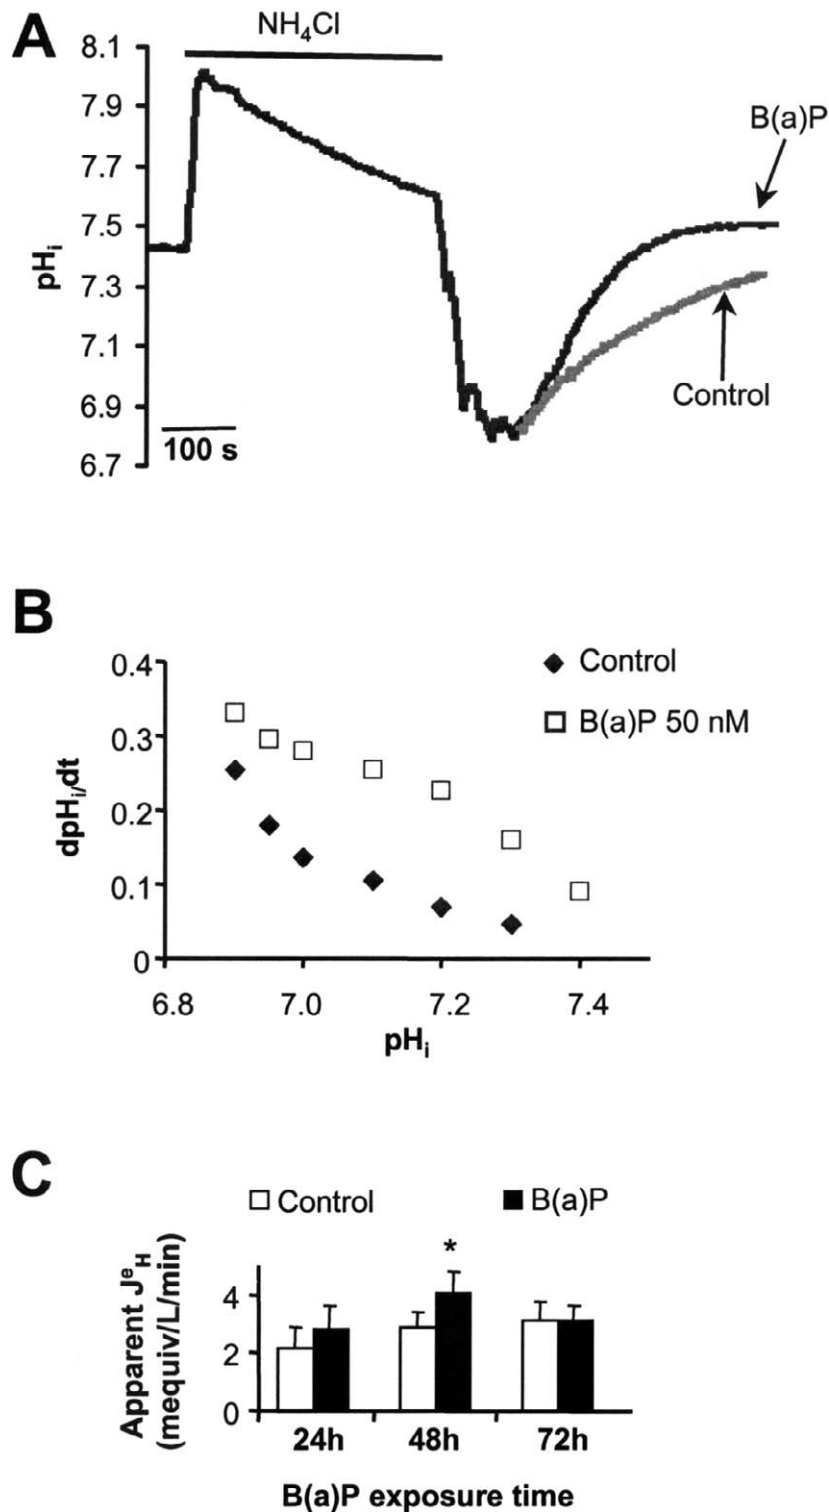 A
NH₄Cl
8.1
7.9
7.7
7.5
7.3
7.1
6.9
6.7
pHᵢ
B(a)P
Control
100 s
B
Control
B(a)P 50 nM
0.4
0.3
0.2
0.1
0
dpHᵢ/dt
6.8 7.0 7.2 7.4
pHᵢ
C
Control B(a)P
*
Apparent Jᵉ_H
(mequiv/L/min)
4
2
0
24h 48h 72h
B(a)P exposure time